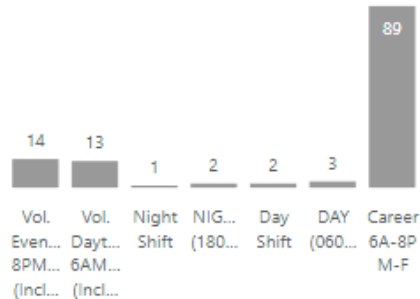 89
14
13
1
2
2
3
Vol. Vol. Night NIG... Day DAY Career
Even... Dayt... Shift (180... Shift (060... 6A-8P
8PM... 6AM... M-F
(Incl... (Incl...